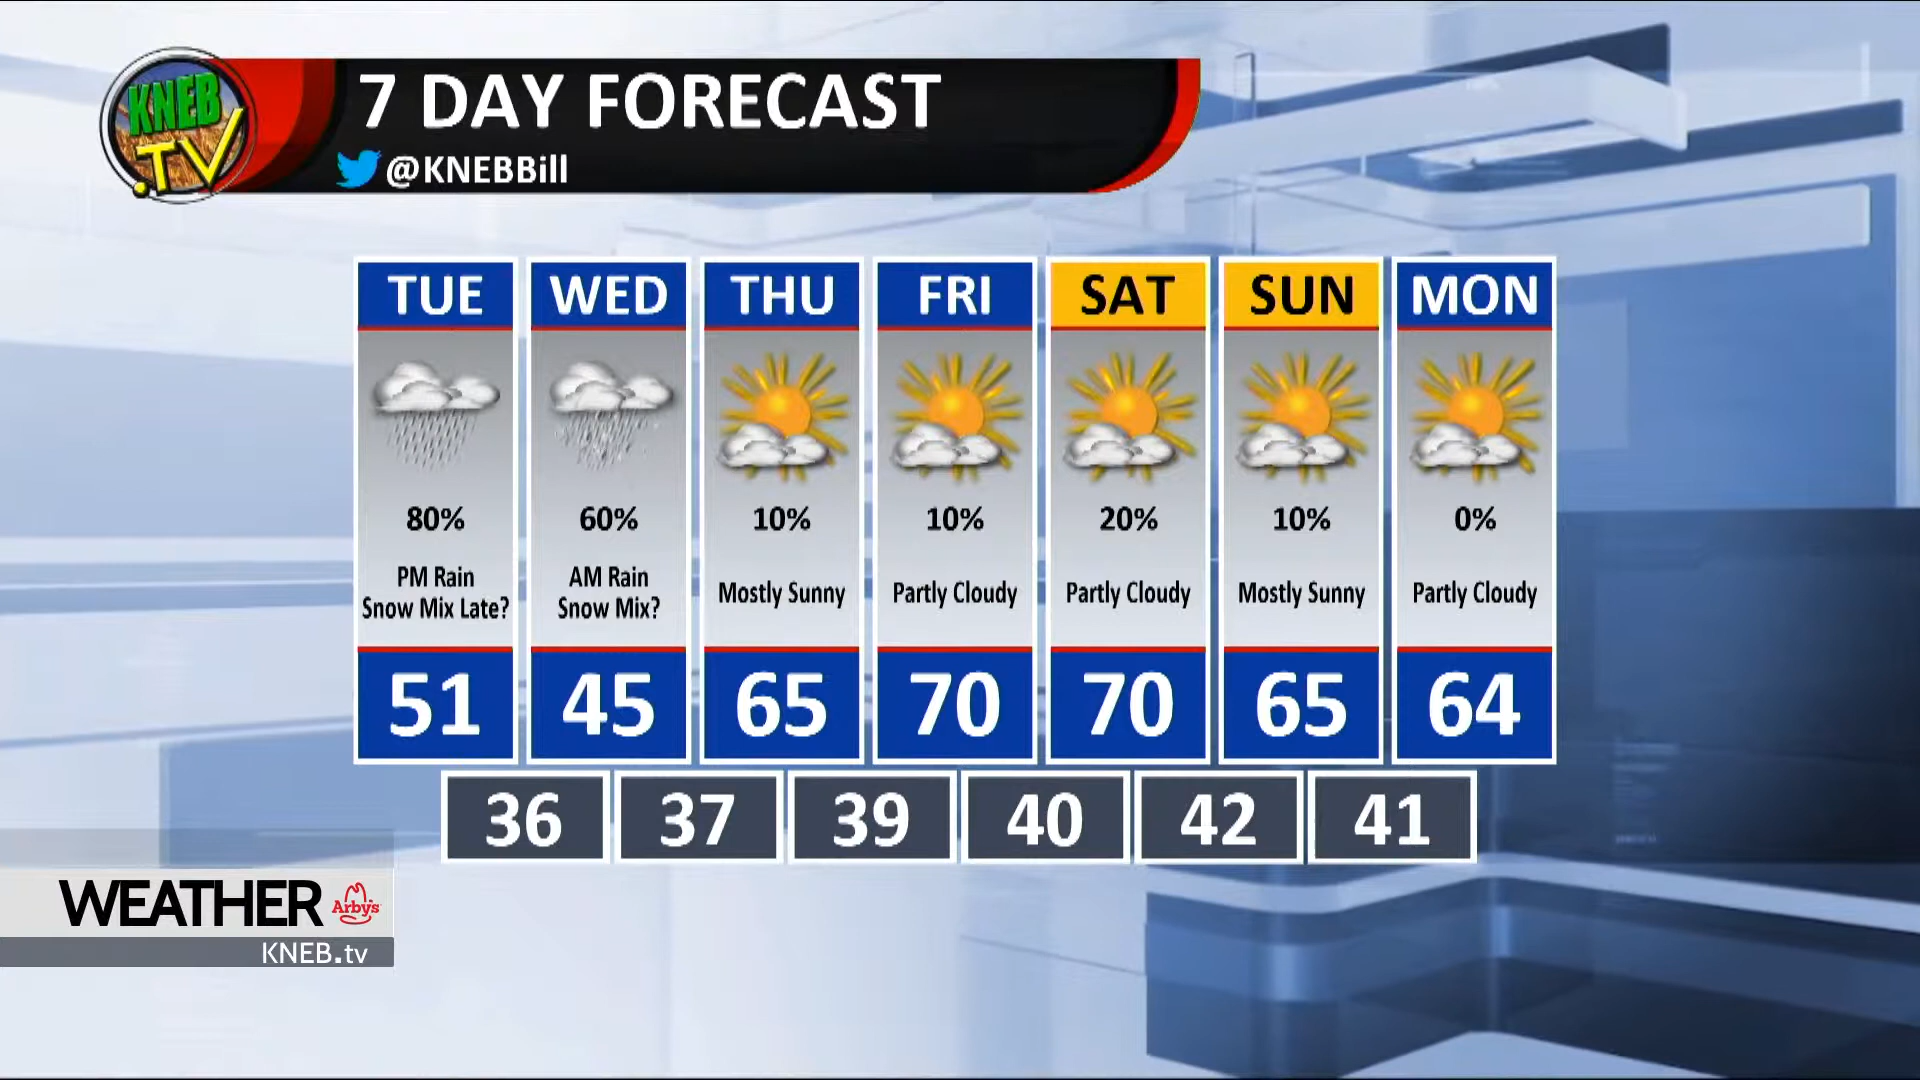 KNEB
.TV
7 DAY FORECAST
@KNEBBill
TUE WED THU FRI SAT SUN MON
80% 60% 10% 10% 20% 10% 0%
PM Rain
Snow Mix Late?
AM Rain
Snow Mix?
Mostly Sunny
Partly Cloudy
Partly Cloudy
Mostly Sunny
Partly Cloudy
51 45 65 70 70 65 64
36 37 39 40 42 41
WEATHER
Arby's
KNEB.tv